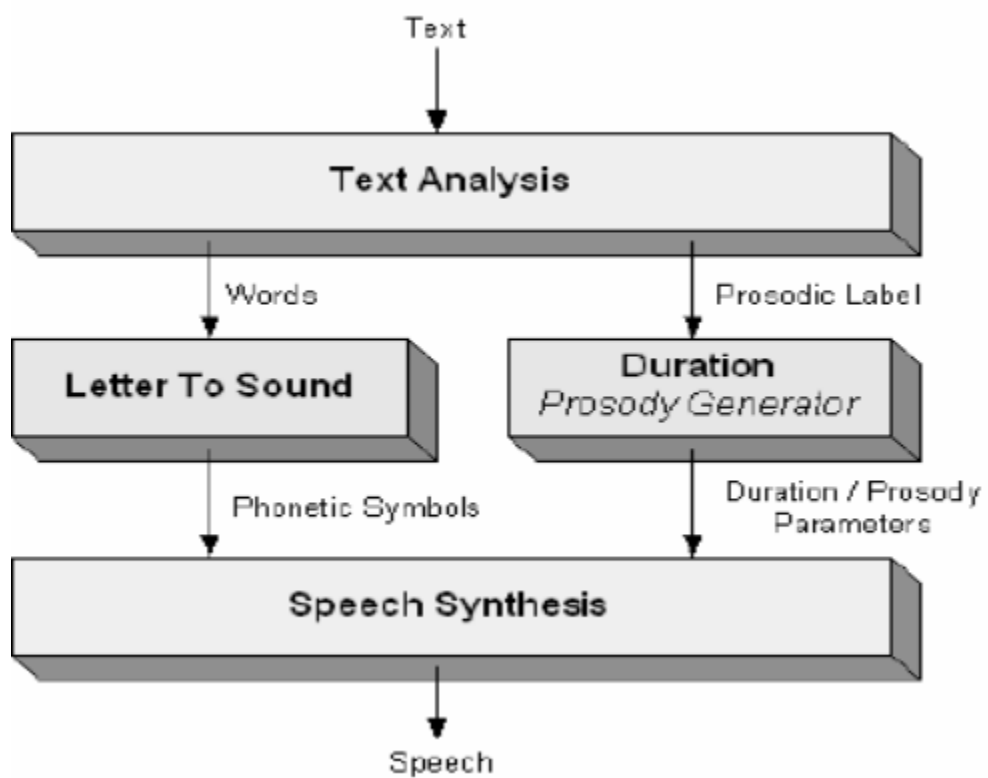 Text
Text Analysis
Words
Prosodic Label
Letter To Sound
Duration
Prosody Generator
Phonetic Symbols
Duration / Prosody
Parameters
Speech Synthesis
Speech